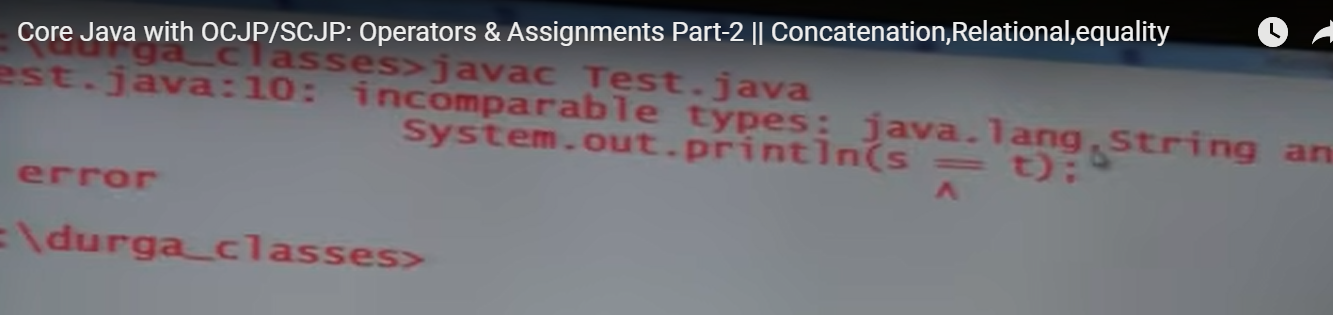 Core Java with OCJP/SCJP: Operators & Assignments Part-2 || Concatenation,Relational,equality
:\durga_classes>javac Test.java
est.java:10: incomparable types: java.lang.String an
System.out.println(s == t);
^
error
:\durga_classes>